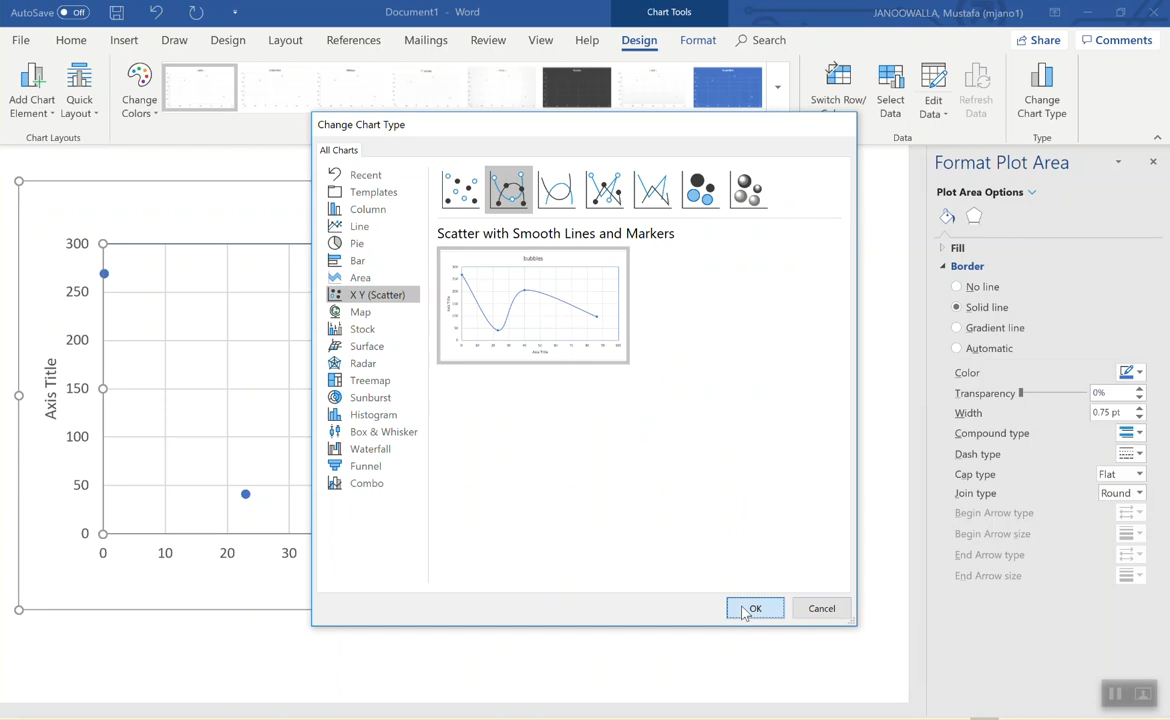 AutoSave Off Document1 - Word Chart Tools JANOOWALLA, Mustafa (mjano1)
File Home Insert Draw Design Layout References Mailings Review View Help Design Format Search Share Comments
Add Chart Element
Quick Layout
Change Colors
Switch Row/
Select Data
Edit Data
Refresh Data
Change Chart Type
Chart Layouts Data Type
Change Chart Type
All Charts
Recent
Templates
Column
Line
Pie
Bar
Area
X Y (Scatter)
Map
Stock
Surface
Radar
Treemap
Sunburst
Histogram
Box & Whisker
Waterfall
Funnel
Combo
Scatter with Smooth Lines and Markers
bubbles
Axis Title
Axis Title
OK Cancel
300
250
200
150
100
50
0
0 10 20 30
Axis Title
Format Plot Area
Plot Area Options
Fill
Border
No line
Solid line
Gradient line
Automatic
Color
Transparency 0%
Width 0.75 pt
Compound type
Dash type
Cap type Flat
Join type Round
Begin Arrow type
Begin Arrow size
End Arrow type
End Arrow size